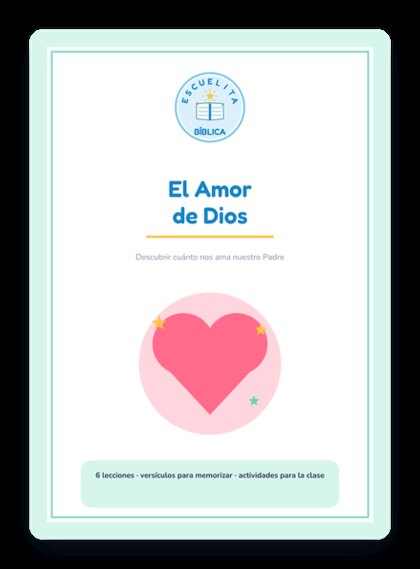 ESCUELITA
BÍBLICA
El Amor
de Dios
Descubrir cuánto nos ama nuestro Padre
6 lecciones · versículos para memorizar · actividades para la clase